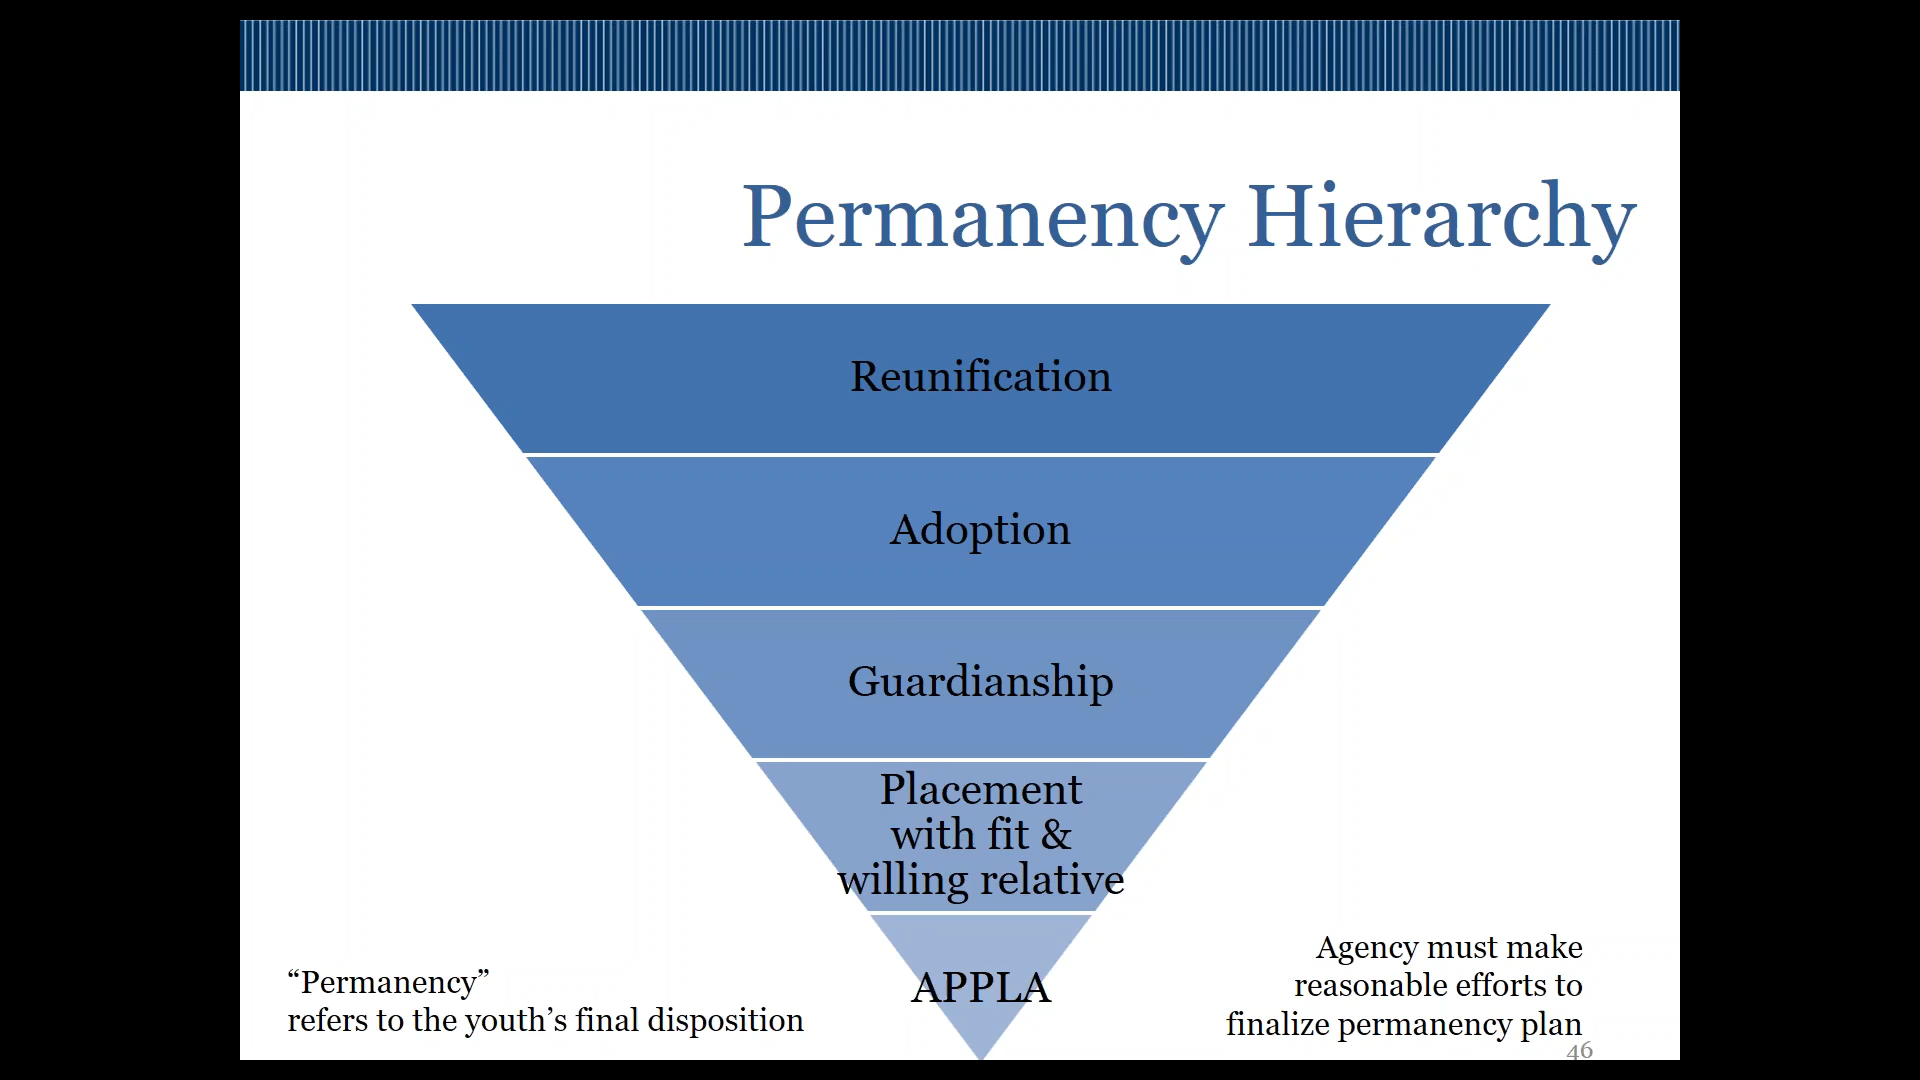 Permanency Hierarchy
Reunification
Adoption
Guardianship
Placement
with fit &
willing relative
APPLA
“Permanency”
refers to the youth’s final disposition
Agency must make
reasonable efforts to
finalize permanency plan
46